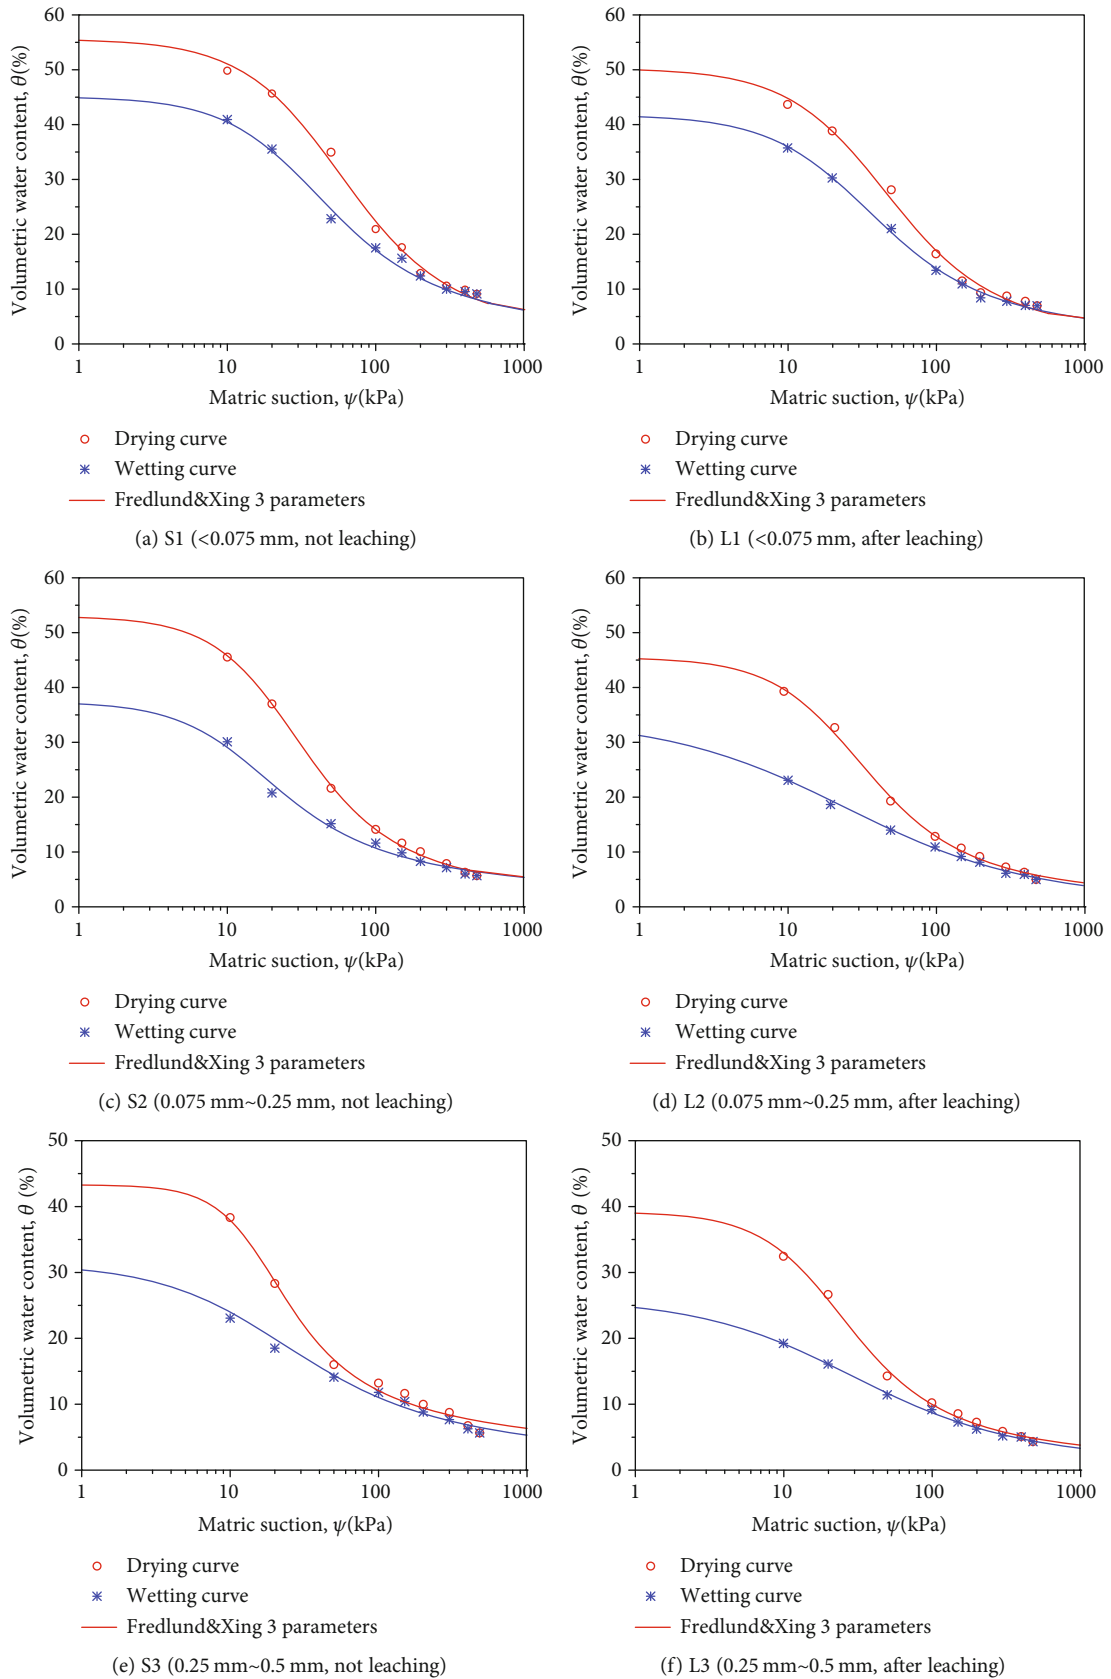 60
50
40
30
20
10
0
Volumetric water content, θ(%)
1 10 100 1000
Matric suction, ψ(kPa)
Drying curve
Wetting curve
Fredlund&Xing 3 parameters
(a) S1 (<0.075 mm, not leaching)
60
50
40
30
20
10
0
Volumetric water content, θ(%)
1 10 100 1000
Matric suction, ψ(kPa)
Drying curve
Wetting curve
Fredlund&Xing 3 parameters
(b) L1 (<0.075 mm, after leaching)
60
50
40
30
20
10
0
Volumetric water content, θ(%)
1 10 100 1000
Matric suction, ψ(kPa)
Drying curve
Wetting curve
Fredlund&Xing 3 parameters
(c) S2 (0.075 mm~0.25 mm, not leaching)
60
50
40
30
20
10
0
Volumetric water content, θ(%)
1 10 100 1000
Matric suction, ψ(kPa)
Drying curve
Wetting curve
Fredlund&Xing 3 parameters
(d) L2 (0.075 mm~0.25 mm, after leaching)
50
40
30
20
10
0
Volumetric water content, θ (%)
1 10 100 1000
Matric suction, ψ(kPa)
Drying curve
Wetting curve
Fredlund&Xing 3 parameters
(e) S3 (0.25 mm~0.5 mm, not leaching)
50
40
30
20
10
0
Volumetric water content, θ (%)
1 10 100 1000
Matric suction, ψ(kPa)
Drying curve
Wetting curve
Fredlund&Xing 3 parameters
(f) L3 (0.25 mm~0.5 mm, after leaching)